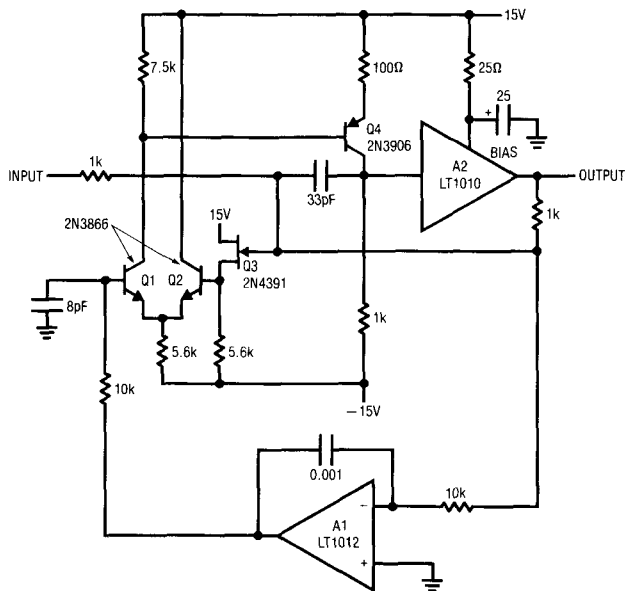 15V
7.5k
100Ω
25Ω
25
+
Q4
2N3906
BIAS
A2
LT1010
1k
INPUT
33pF
OUTPUT
1k
2N3866
15V
Q3
2N4391
Q1
Q2
8pF
1k
5.6k
5.6k
10k
−15V
0.001
10k
−
A1
LT1012
+